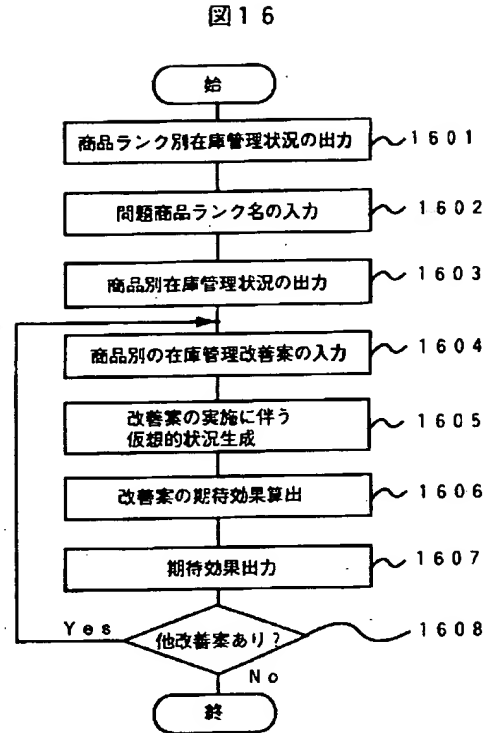 図16
始
商品ランク別在庫管理状況の出力
1601
問題商品ランク名の入力
1602
商品別在庫管理状況の出力
1603
商品別の在庫管理改善案の入力
1604
改善案の実施に伴う
仮想的状況生成
1605
改善案の期待効果算出
1606
期待効果出力
1607
Yes
他改善案あり?
1608
No
終